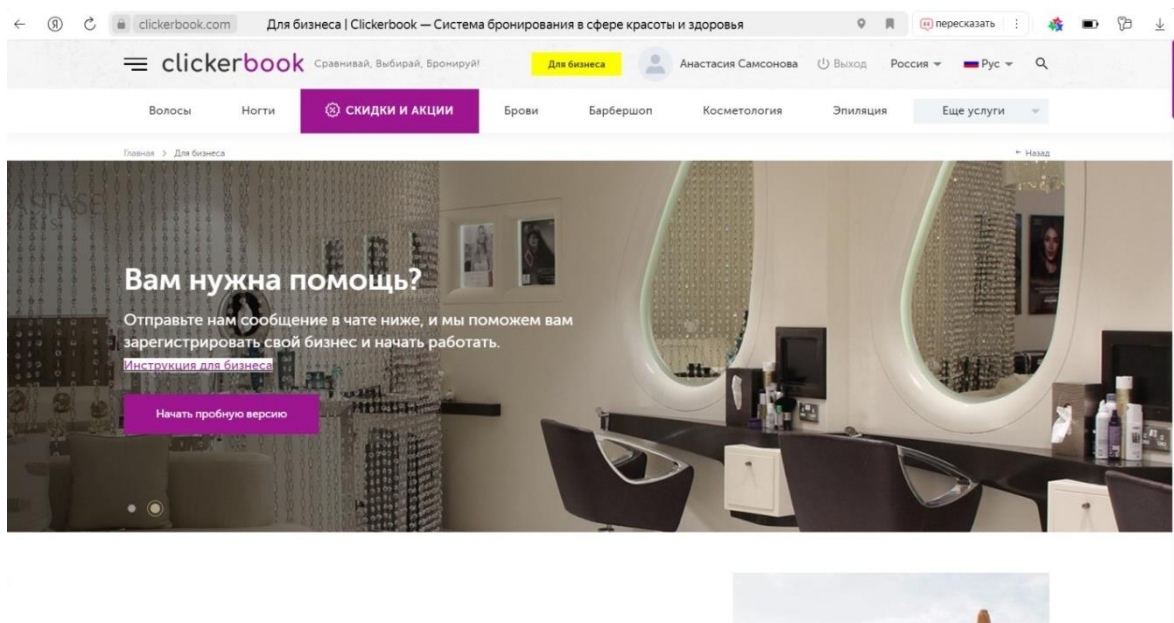 clickerbook.com Для бизнеса | Clickerbook — Система бронирования в сфере красоты и здоровья пересказать
clickerbook Сравнивай, Выбирай, Бронируй! Для бизнеса Анастасия Самсонова Выход Россия Рус
Волосы Ногти СКИДКИ И АКЦИИ Брови Барбершоп Косметология Эпиляция Еще услуги
Главная > Для бизнеса ← Назад
Вам нужна помощь?
Отправьте нам сообщение в чате ниже, и мы поможем вам
зарегистрировать свой бизнес и начать работать.
Инструкция для бизнеса
Начать пробную версию